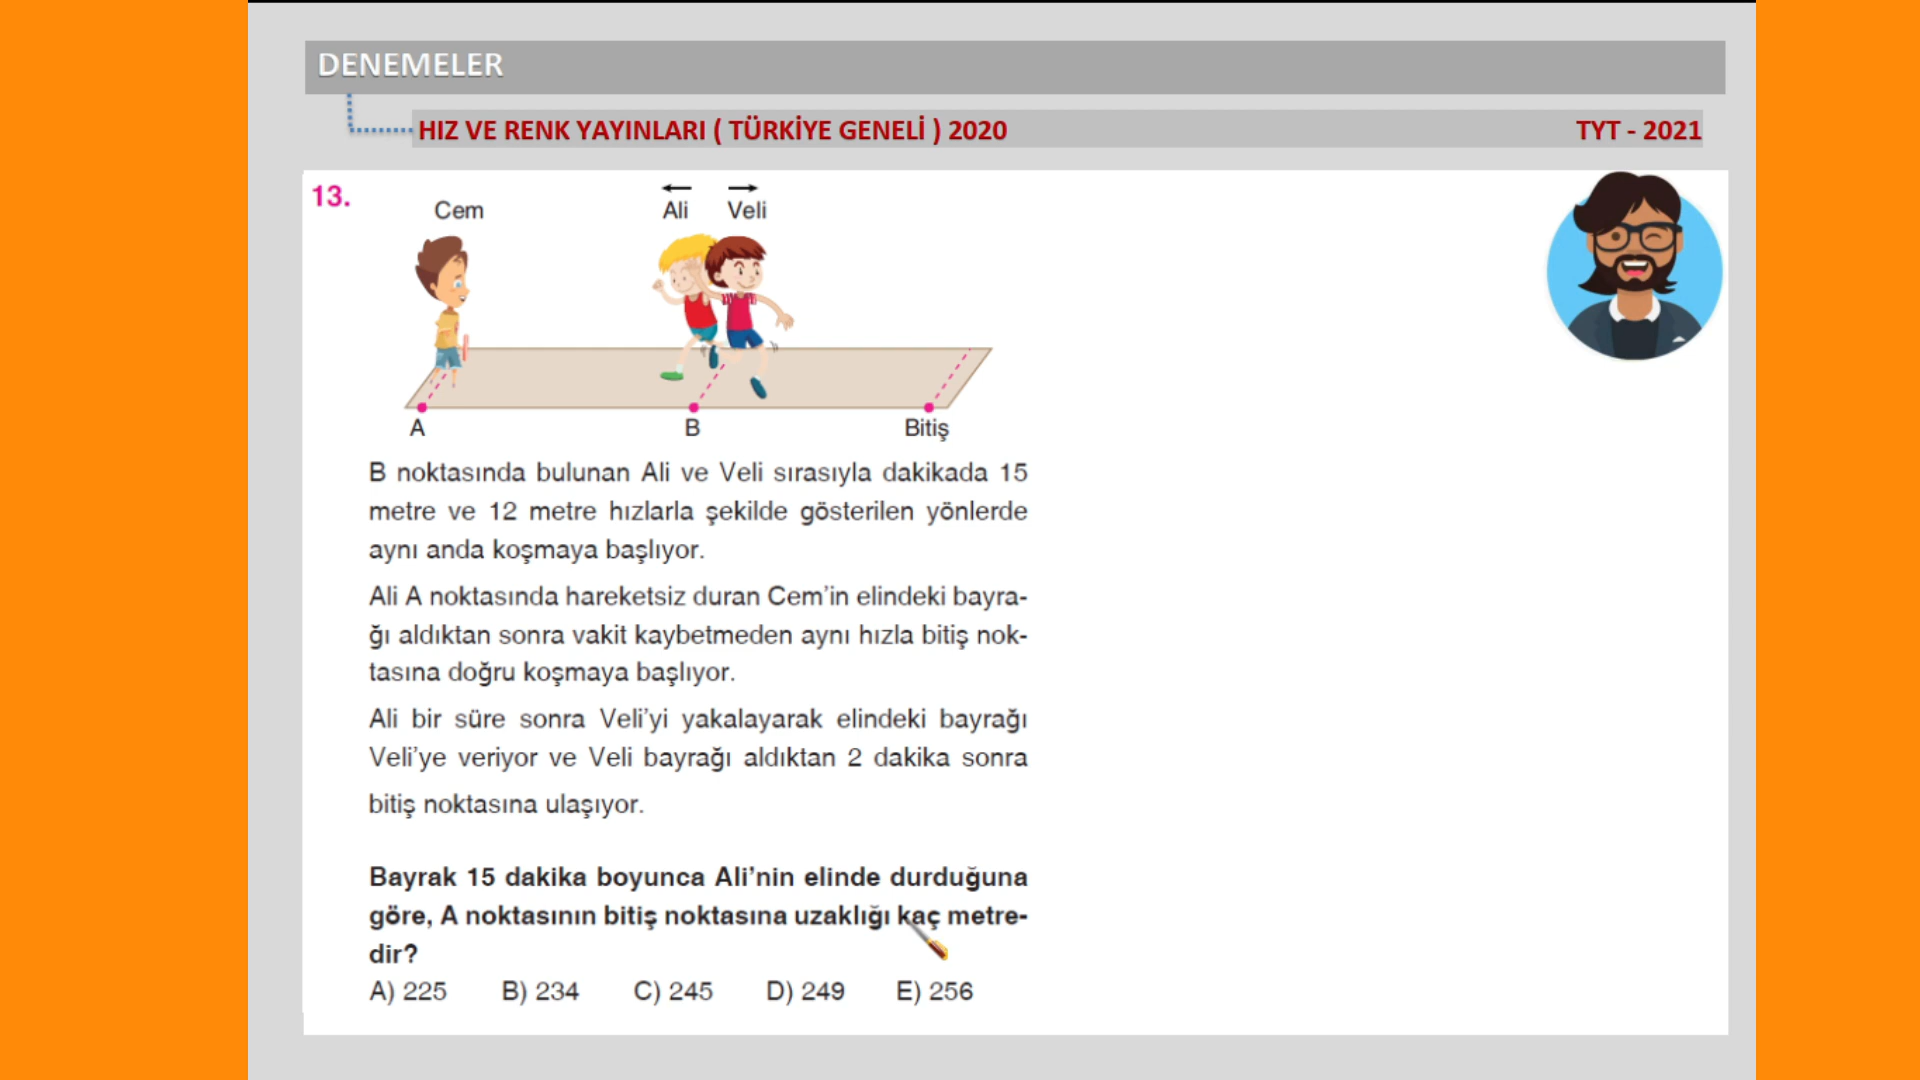 DENEMELER
HIZ VE RENK YAYINLARI ( TÜRKİYE GENELİ ) 2020
TYT - 2021
13.
Cem
Ali
Veli
A
B
Bitiş
B noktasında bulunan Ali ve Veli sırasıyla dakikada 15
metre ve 12 metre hızlarla şekilde gösterilen yönlerde
aynı anda koşmaya başlıyor.
Ali A noktasında hareketsiz duran Cem'in elindeki bayra-
ğı aldıktan sonra vakit kaybetmeden aynı hızla bitiş nok-
tasına doğru koşmaya başlıyor.
Ali bir süre sonra Veli'yi yakalayarak elindeki bayrağı
Veli'ye veriyor ve Veli bayrağı aldıktan 2 dakika sonra
bitiş noktasına ulaşıyor.
Bayrak 15 dakika boyunca Ali'nin elinde durduğuna
göre, A noktasının bitiş noktasına uzaklığı kaç metre-
dir?
A) 225 B) 234 C) 245 D) 249 E) 256